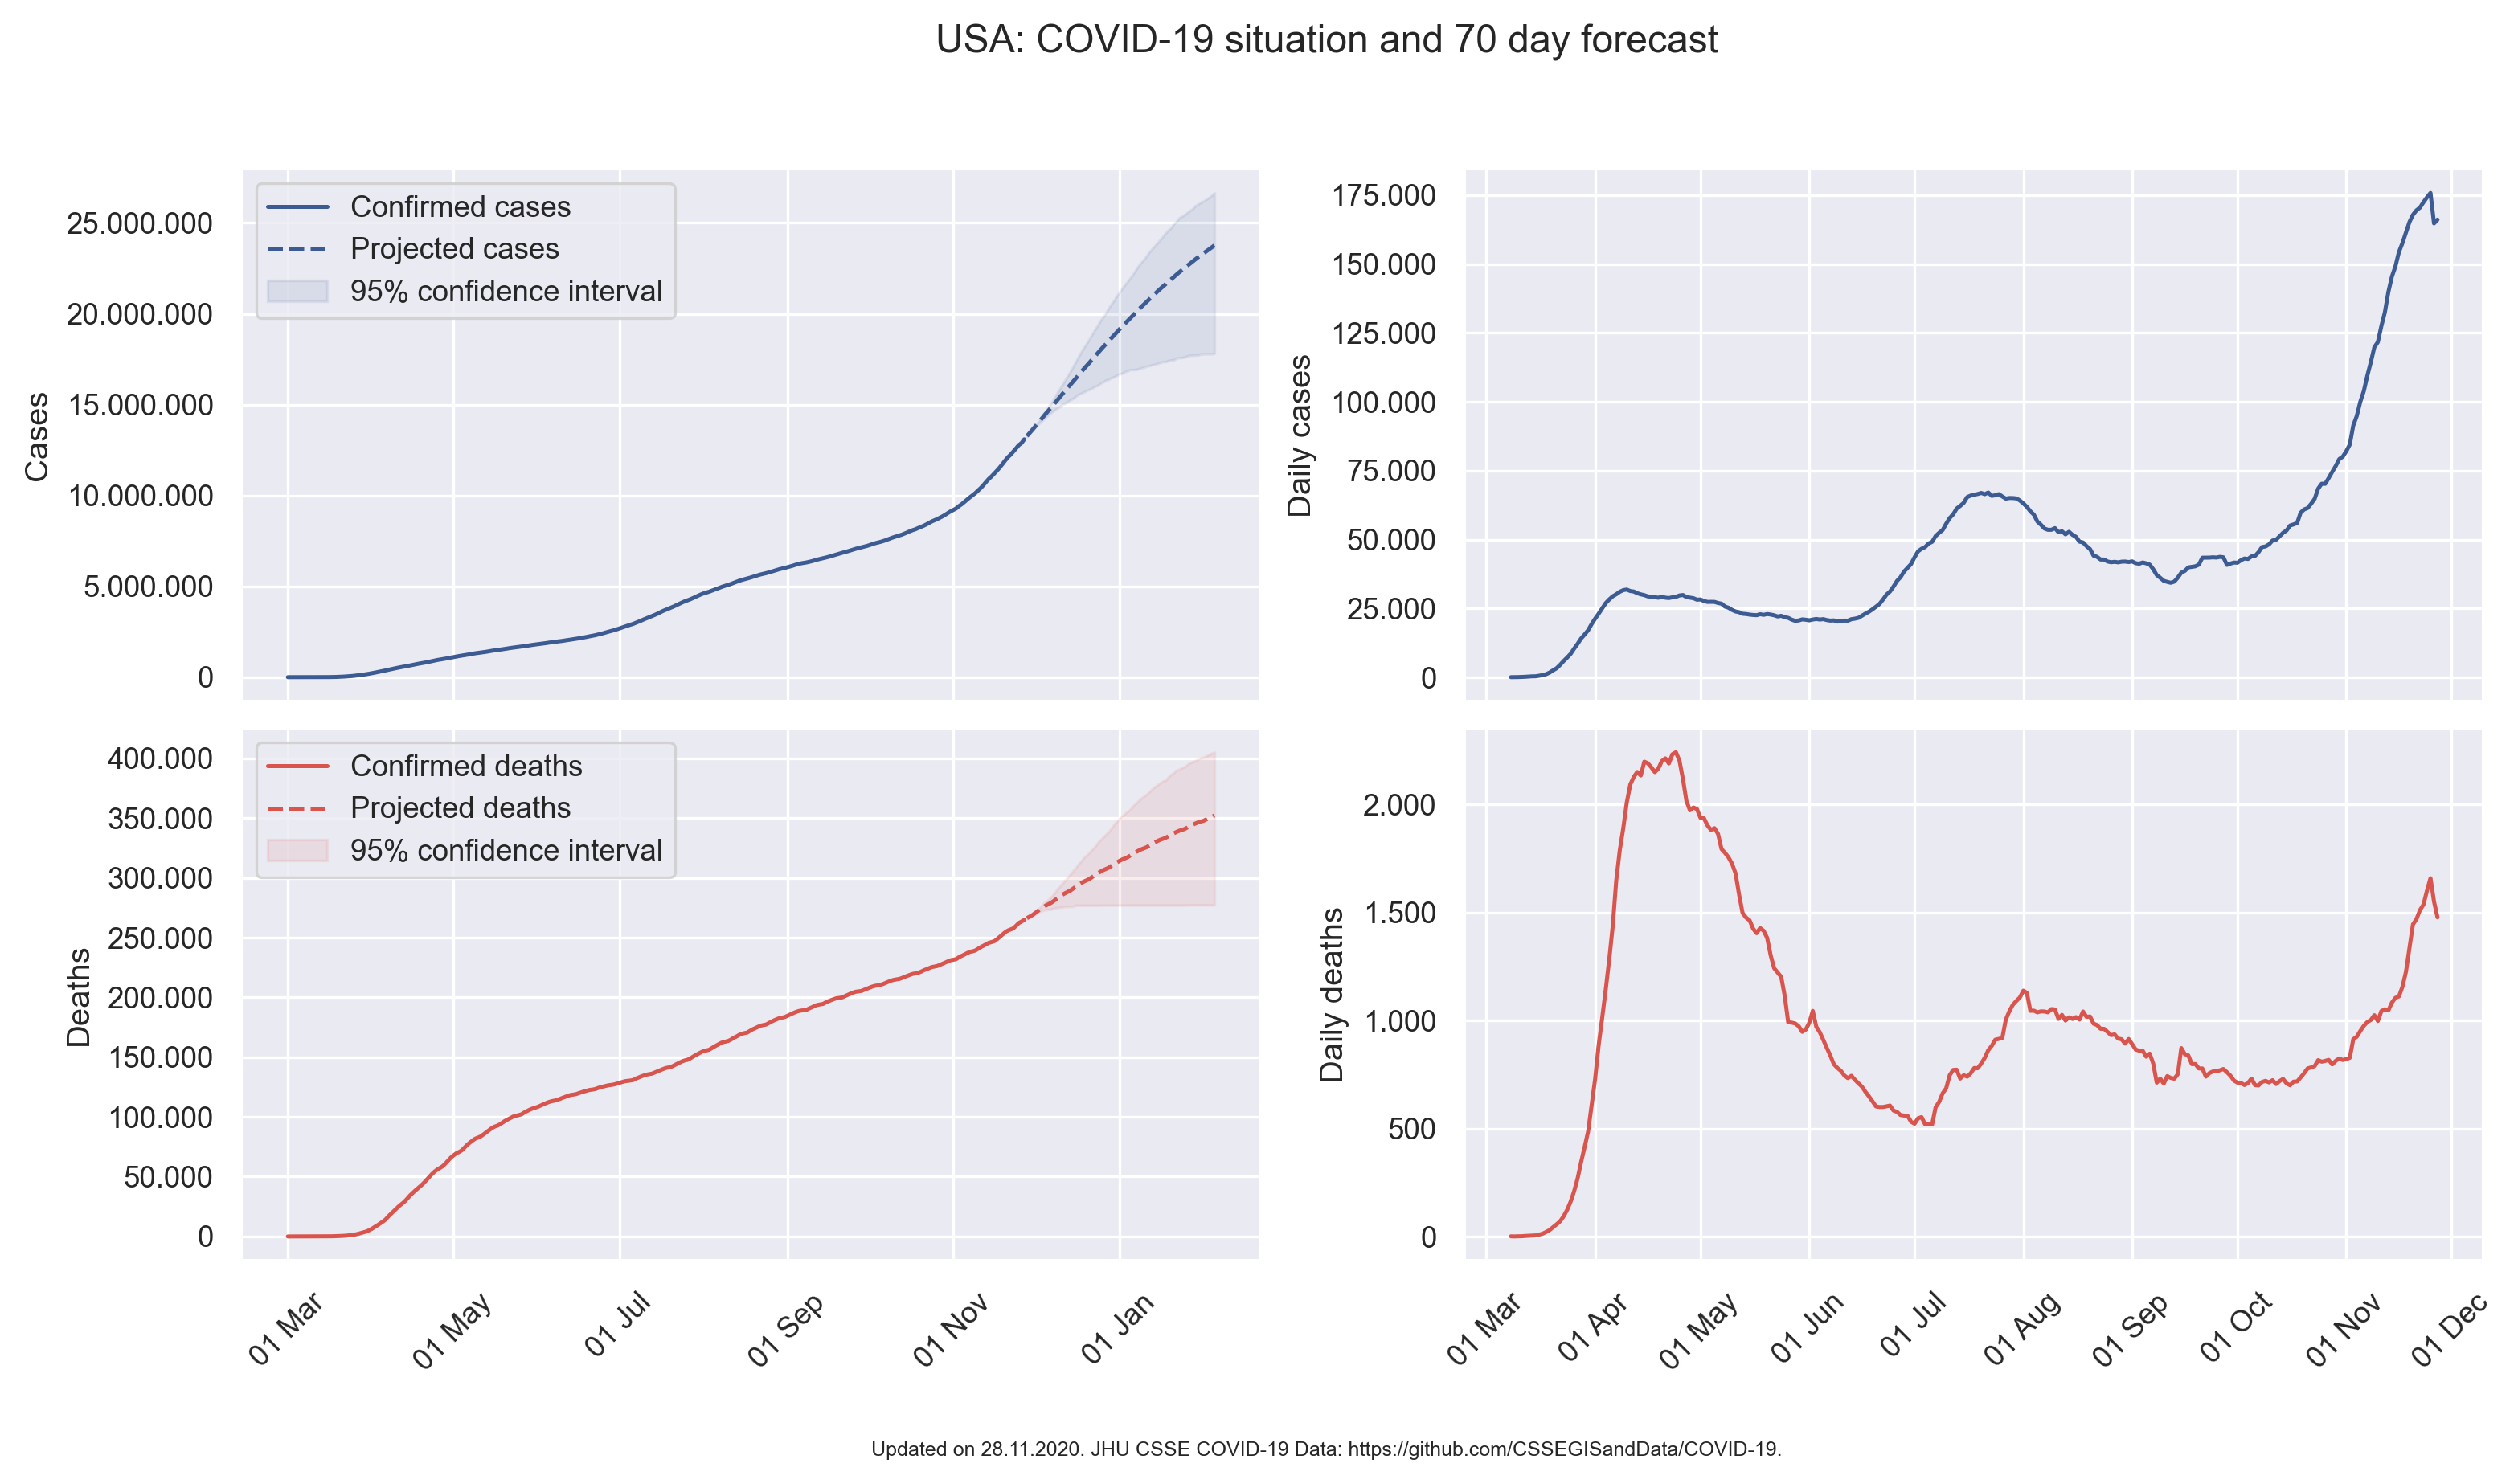 USA: COVID-19 situation and 70 day forecast
Confirmed cases
Projected cases
95% confidence interval
25.000.000
20.000.000
15.000.000
10.000.000
5.000.000
0
Cases
175.000
150.000
125.000
100.000
75.000
50.000
25.000
0
Daily cases
Confirmed deaths
Projected deaths
95% confidence interval
400.000
350.000
300.000
250.000
200.000
150.000
100.000
50.000
0
Deaths
01 Mar
01 May
01 Jul
01 Sep
01 Nov
01 Jan
2.000
1.500
1.000
500
0
Daily deaths
01 Mar
01 Apr
01 May
01 Jun
01 Jul
01 Aug
01 Sep
01 Oct
01 Nov
01 Dec
Updated on 28.11.2020. JHU CSSE COVID-19 Data: https://github.com/CSSEGISandData/COVID-19.